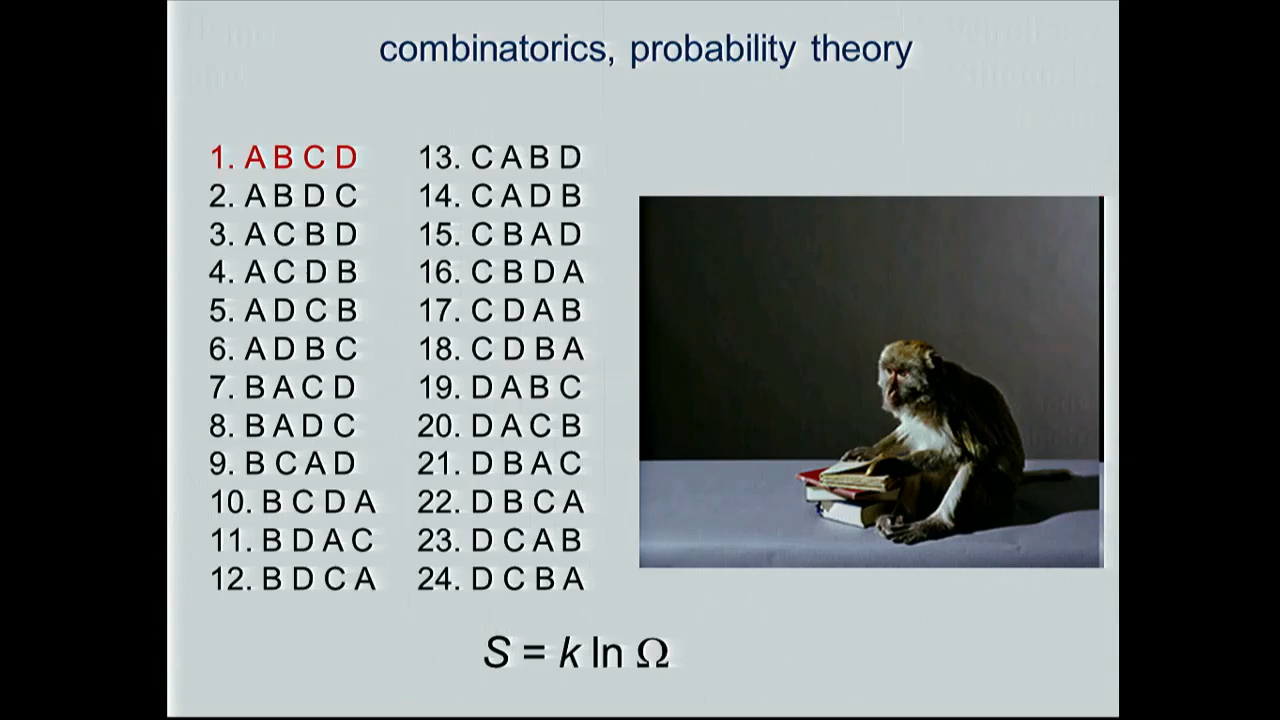 combinatorics, probability theory
1. A B C D
2. A B D C
3. A C B D
4. A C D B
5. A D C B
6. A D B C
7. B A C D
8. B A D C
9. B C A D
10. B C D A
11. B D A C
12. B D C A
13. C A B D
14. C A D B
15. C B A D
16. C B D A
17. C D A B
18. C D B A
19. D A B C
20. D A C B
21. D B A C
22. D B C A
23. D C A B
24. D C B A
S = k ln Ω